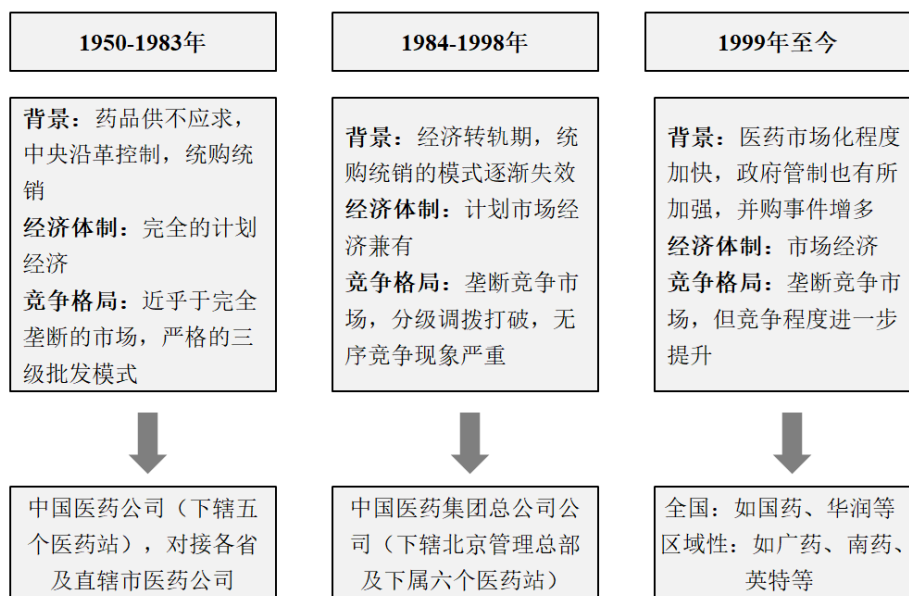 1950-1983年
1984-1998年
1999年至今
背景：药品供不应求，
中央沿革控制，统购统
销
经济体制：完全的计划
经济
竞争格局：近乎于完全
垄断的市场，严格的三
级批发模式
背景：经济转轨期，统
购统销的模式逐渐失效
经济体制：计划市场经
济兼有
竞争格局：垄断竞争市
场，分级调拨打破，无
序竞争现象严重
背景：医药市场化程度
加快，政府管制也有所
加强，并购事件增多
经济体制：市场经济
竞争格局：垄断竞争市
场，但竞争程度进一步
提升
中国医药公司（下辖五
个医药站），对接各省
及直辖市医药公司
中国医药集团总公司公
司（下辖北京管理总部
及下属六个医药站）
全国：如国药、华润等
区域性：如广药、南药、
英特等